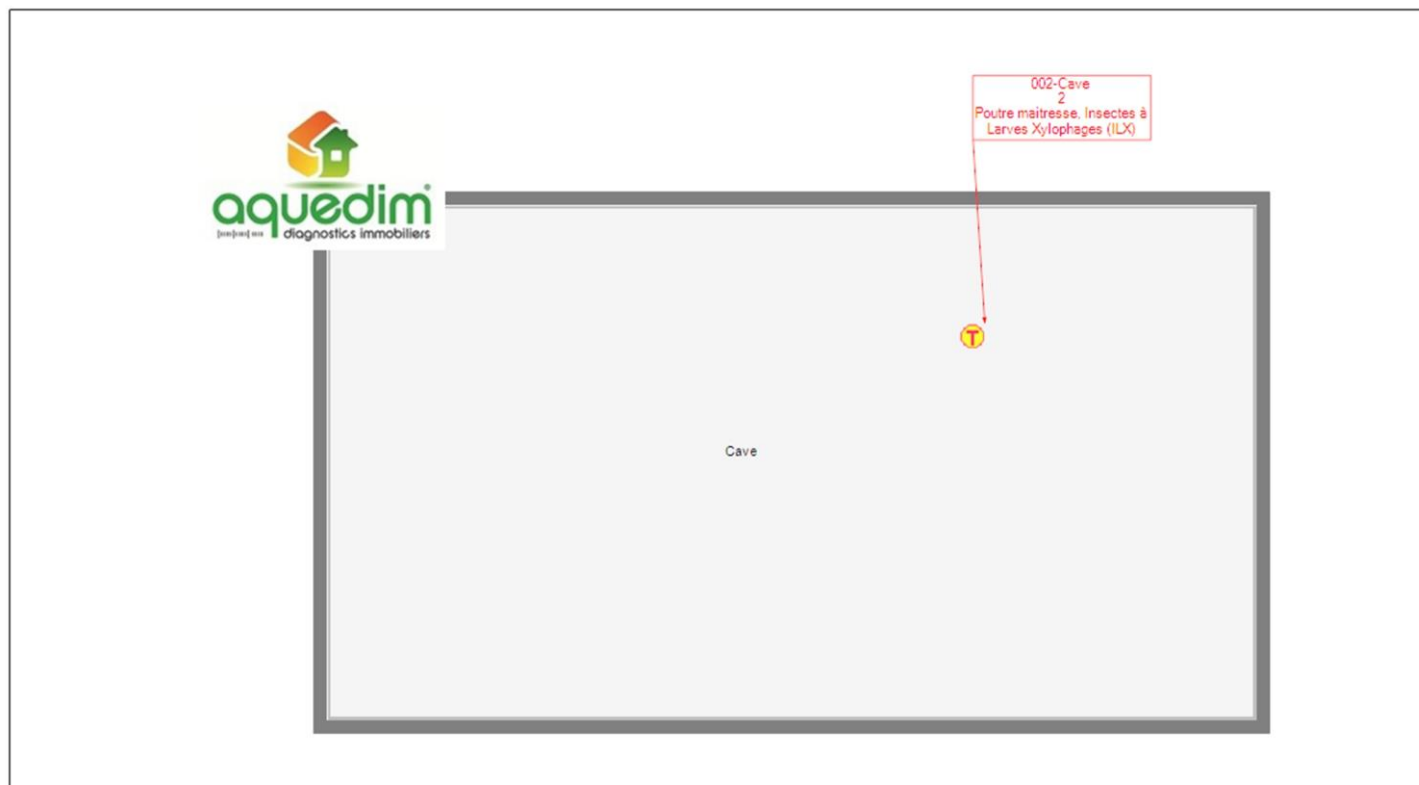 002-Cave
2
Poutre maitresse, Insectes à
Larves Xylophages (ILX)
aquedim
diagnostics immobiliers
T
Cave